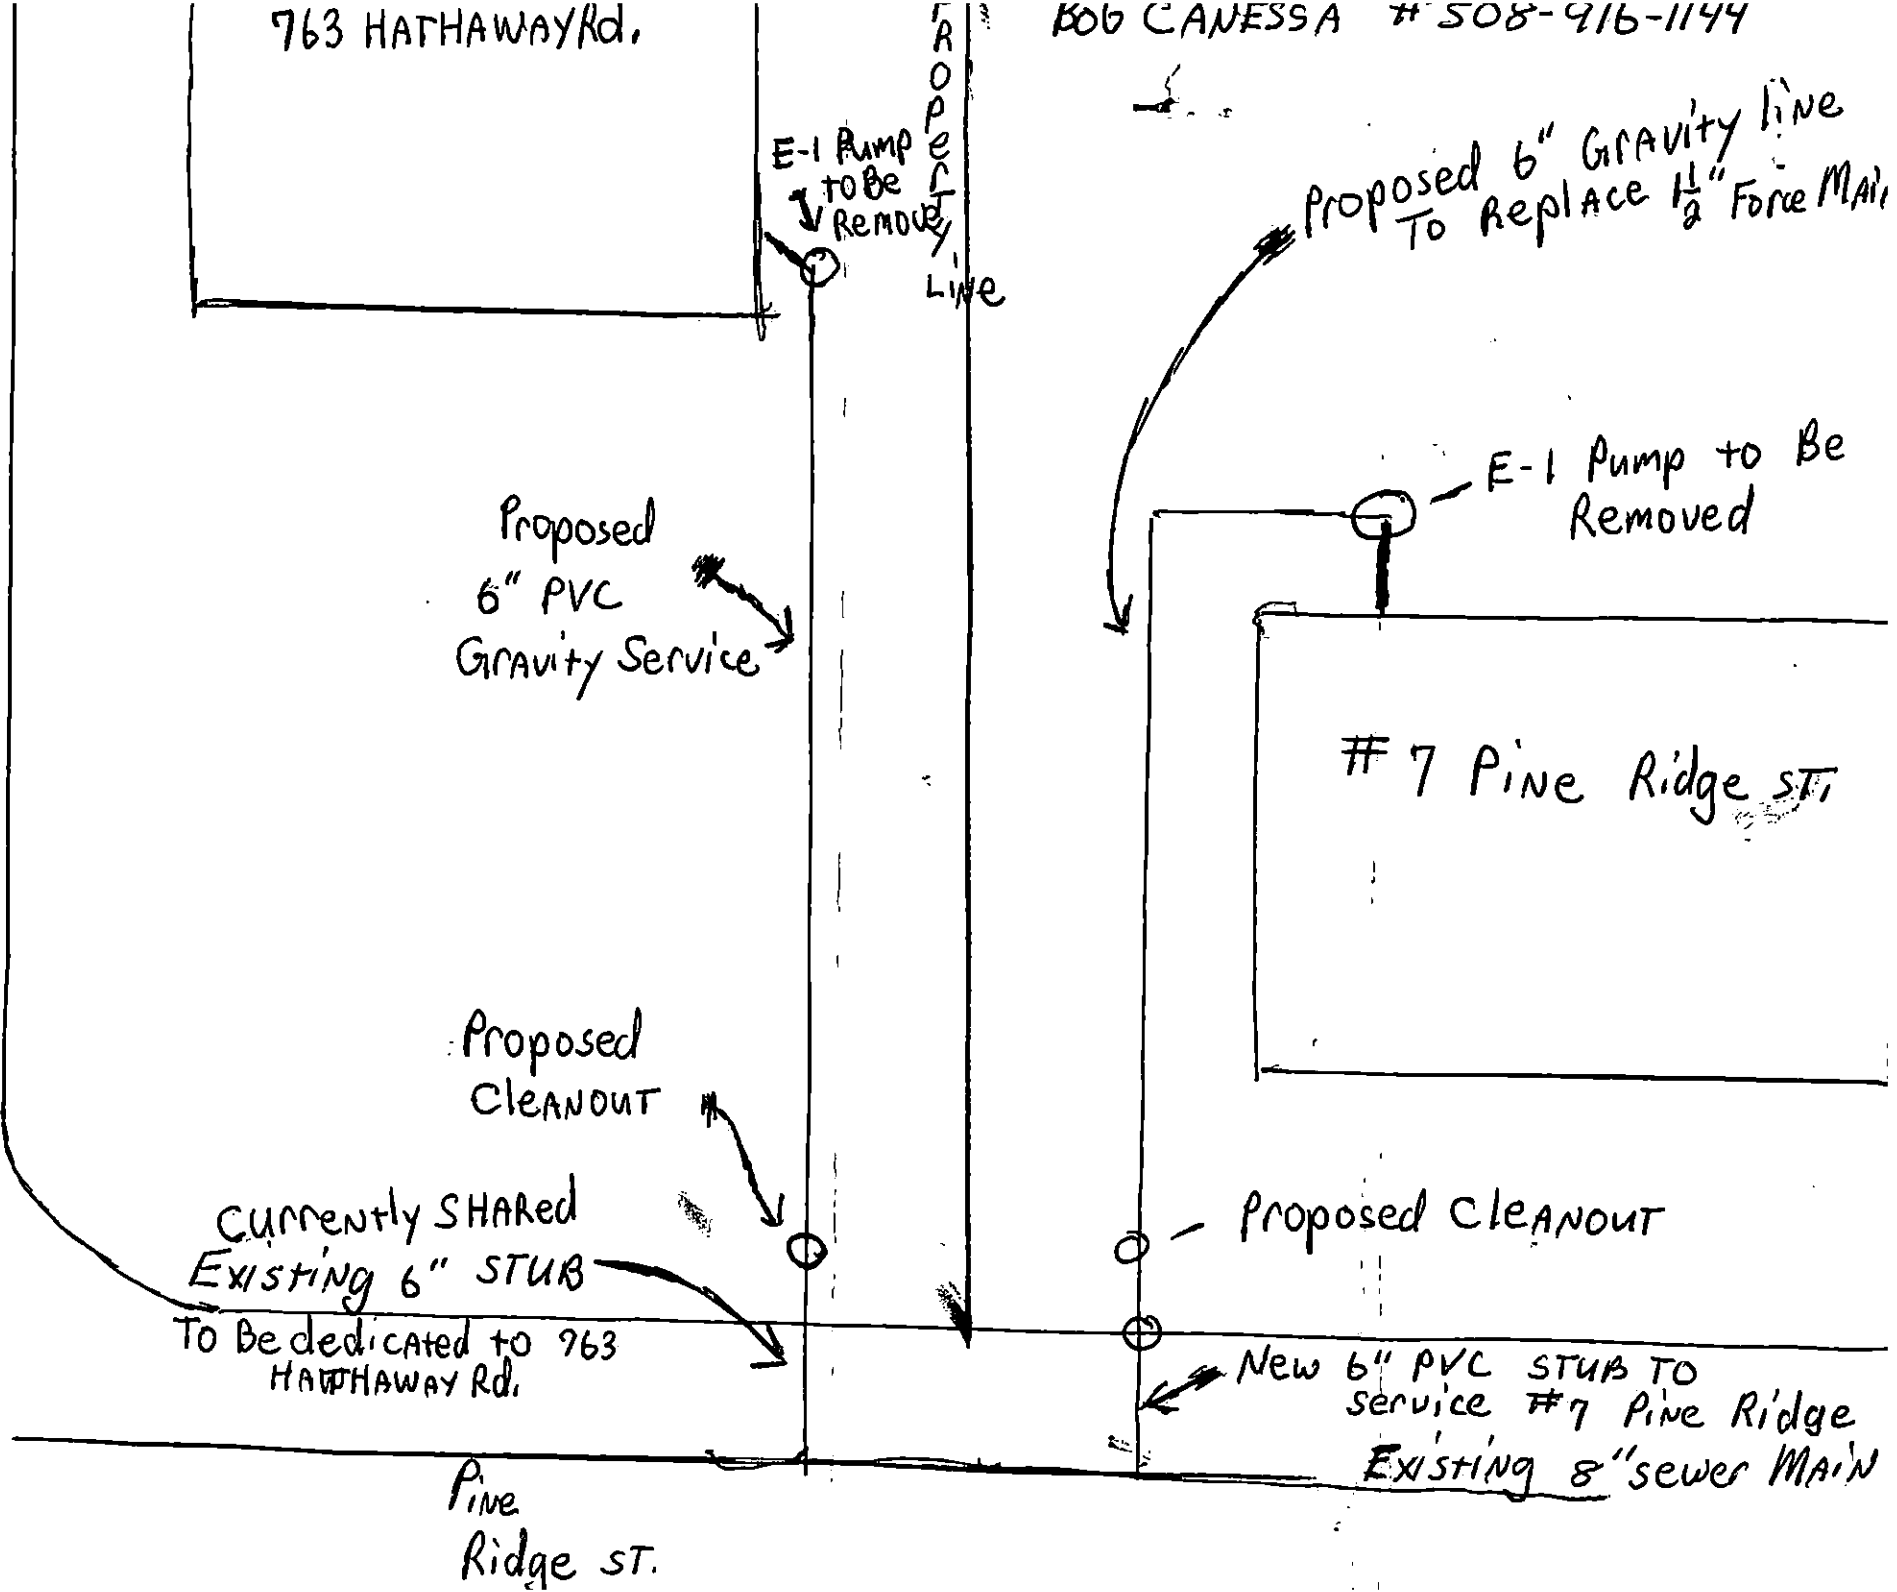 763 HATHAWAY Rd.
BOB CANESSA # 508-916-1144
PROPERTY
LINE
E-1 Pump
to Be
Removed
Proposed 6" Gravity line
To Replace 1 1/2" Force Main
E-1 Pump to Be
Removed
Proposed
6" PVC
Gravity Service
# 7 Pine Ridge ST.
Proposed
Cleanout
Currently SHARed
Existing 6" STUB
To Be dedicated to 763
HATHAWAY Rd.
Proposed Cleanout
New 6" PVC STUB TO
Service #7 Pine Ridge
Existing 8" sewer Main
Pine
Ridge ST.